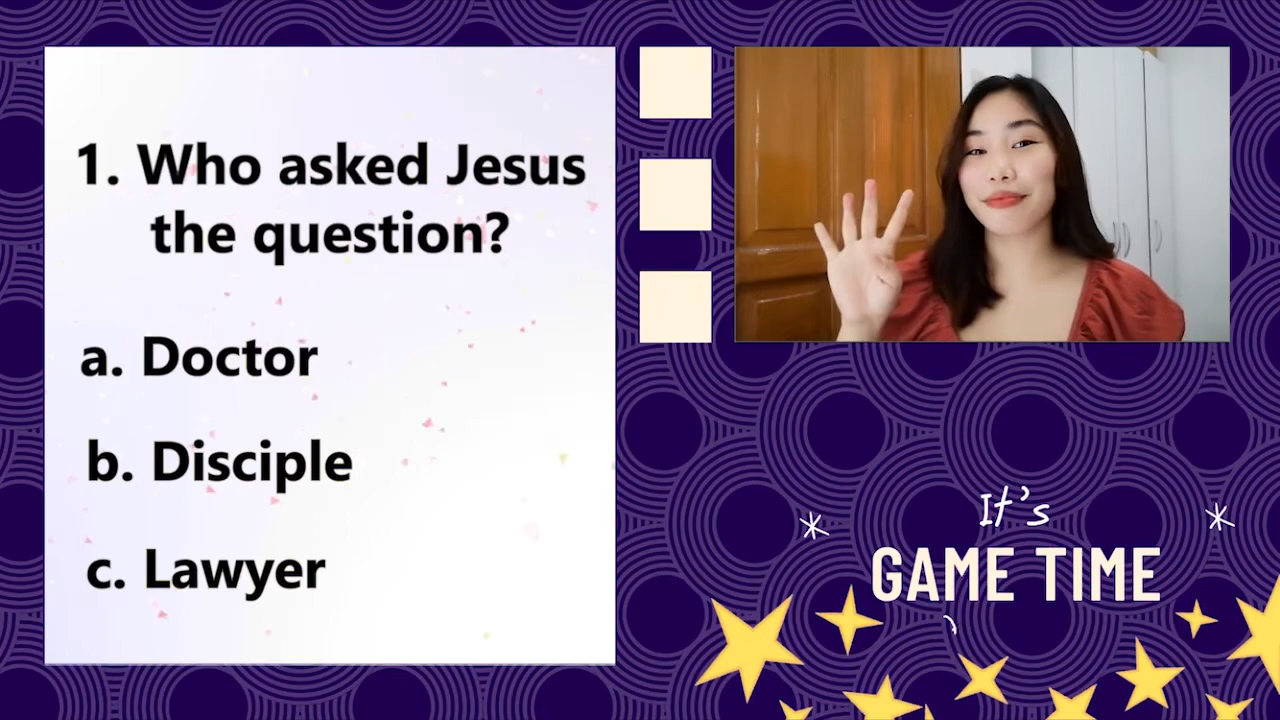 1. Who asked Jesus
the question?
a. Doctor
b. Disciple
c. Lawyer
It's
GAME TIME